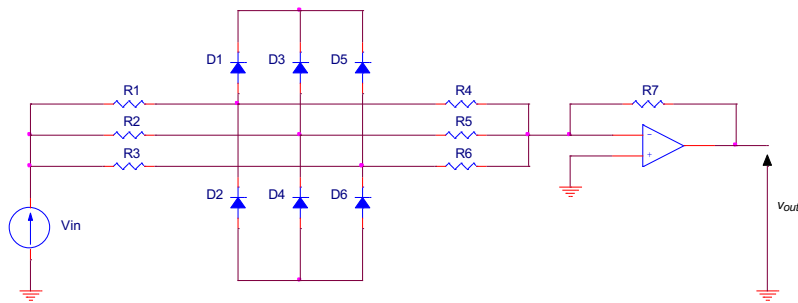 D1 D3 D5
R1 R4 R7
R2 R5
R3 R6
D2 D4 D6
Vin
vout